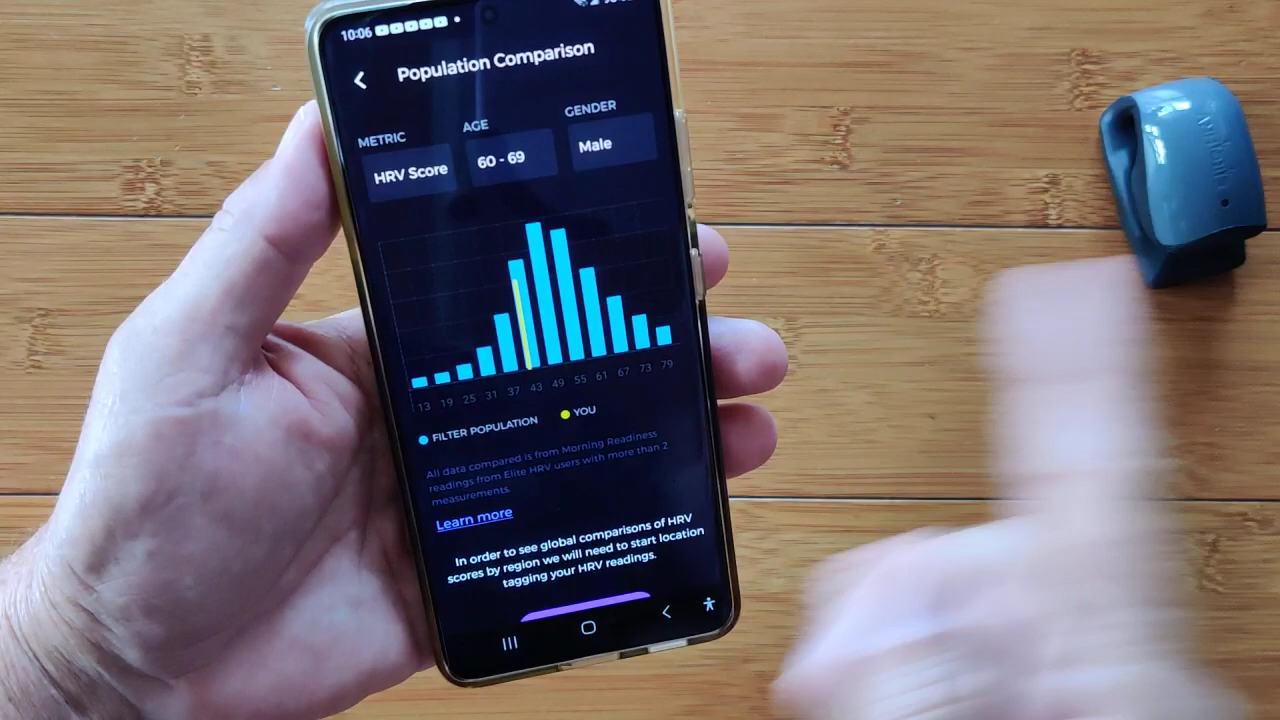 10:06
Population Comparison
METRIC AGE GENDER
HRV Score 60 - 69 Male
13 19 25 31 37 43 49 55 61 67 73 79
FILTER POPULATION YOU
All data compared is from Morning Readiness
readings from Elite HRV users with more than 2
measurements.
Learn more
In order to see global comparisons of HRV
scores by region we will need to start location
tagging your HRV readings.